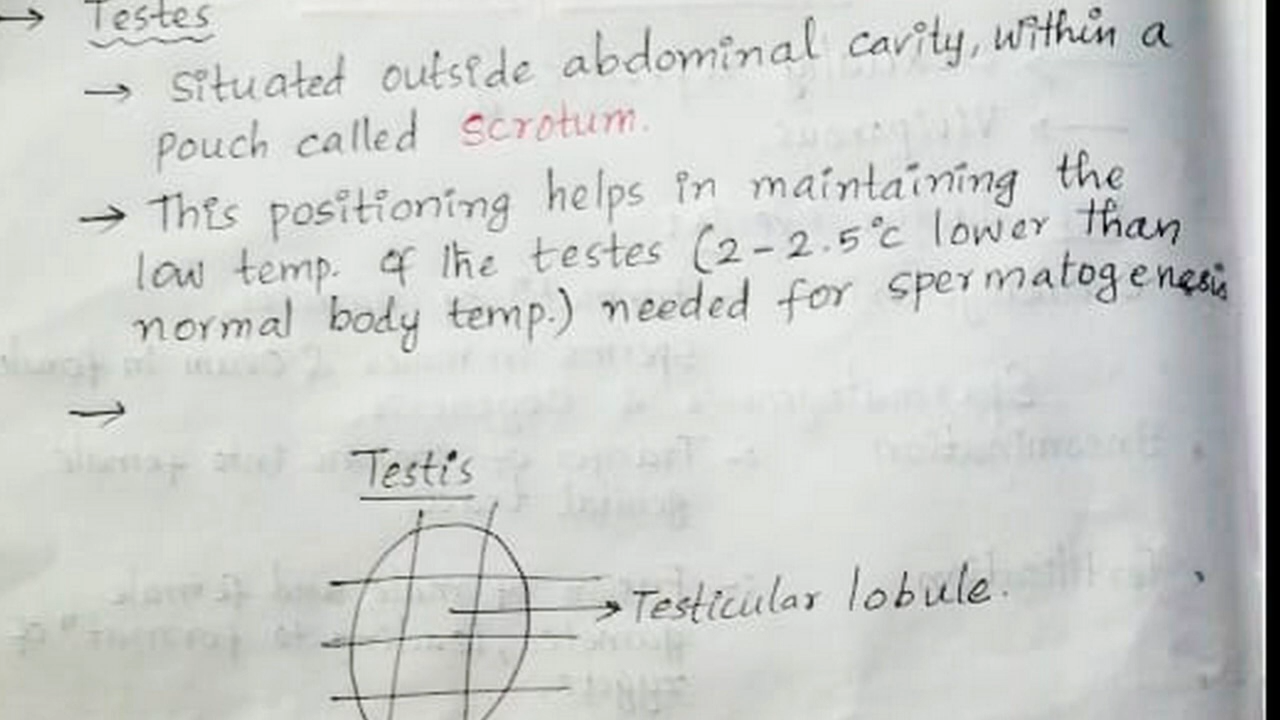 → Testes
→ Situated outside abdominal cavity, within a
pouch called Scrotum.
→ This positioning helps in maintaining the
low temp. of the testes (2-2.5°c lower than
normal body temp.) needed for spermatogenesis
→
Testis
→ Testicular lobule.